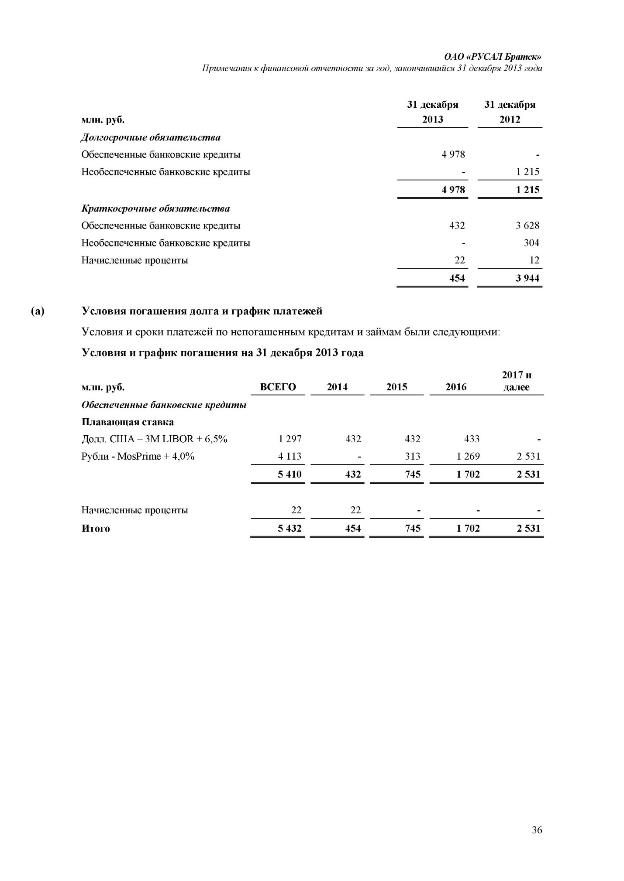 ОАО «РУСАЛ Братск»
Примечания к финансовой отчетности за год, закончившийся 31 декабря 2013 года
31 декабря 31 декабря
млн. руб. 2013 2012
Долгосрочные обязательства
Обеспеченные банковские кредиты 4 978 -
Необеспеченные банковские кредиты - 1 215
4 978 1 215
Краткосрочные обязательства
Обеспеченные банковские кредиты 432 3 628
Необеспеченные банковские кредиты - 304
Начисленные проценты 22 12
454 3 944
(a) Условия погашения долга и график платежей
Условия и сроки платежей по непогашенным кредитам и займам были следующими:
Условия и график погашения на 31 декабря 2013 года
2017 и
млн. руб. ВСЕГО 2014 2015 2016 далее
Обеспеченные банковские кредиты
Плавающая ставка
Долл. США – 3M LIBOR + 6,5% 1 297 432 432 433 -
Рубли - MosPrime + 4,0% 4 113 - 313 1 269 2 531
5 410 432 745 1 702 2 531
Начисленные проценты 22 22 - - -
Итого 5 432 454 745 1 702 2 531
36